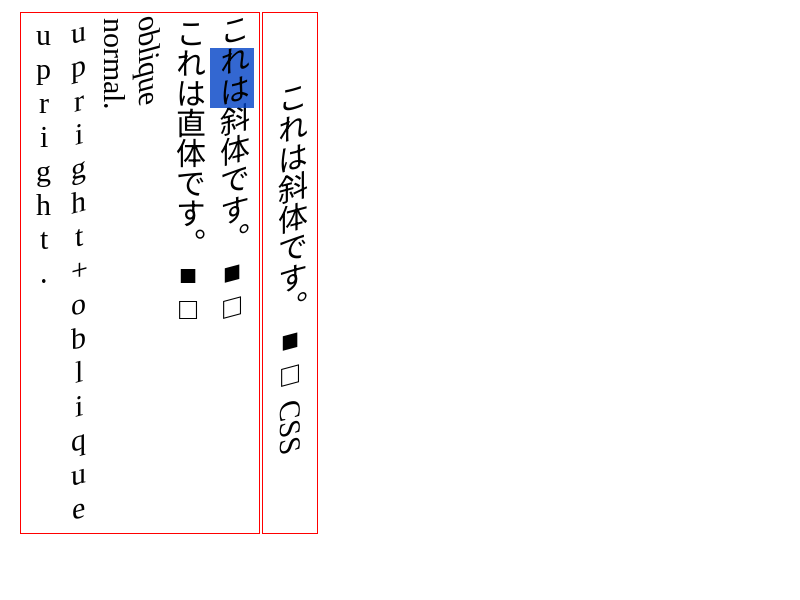 これは斜体です。■□ CSS
これは斜体です。■□
これは直体です。■□
oblique
normal.
upright+oblique
upright.